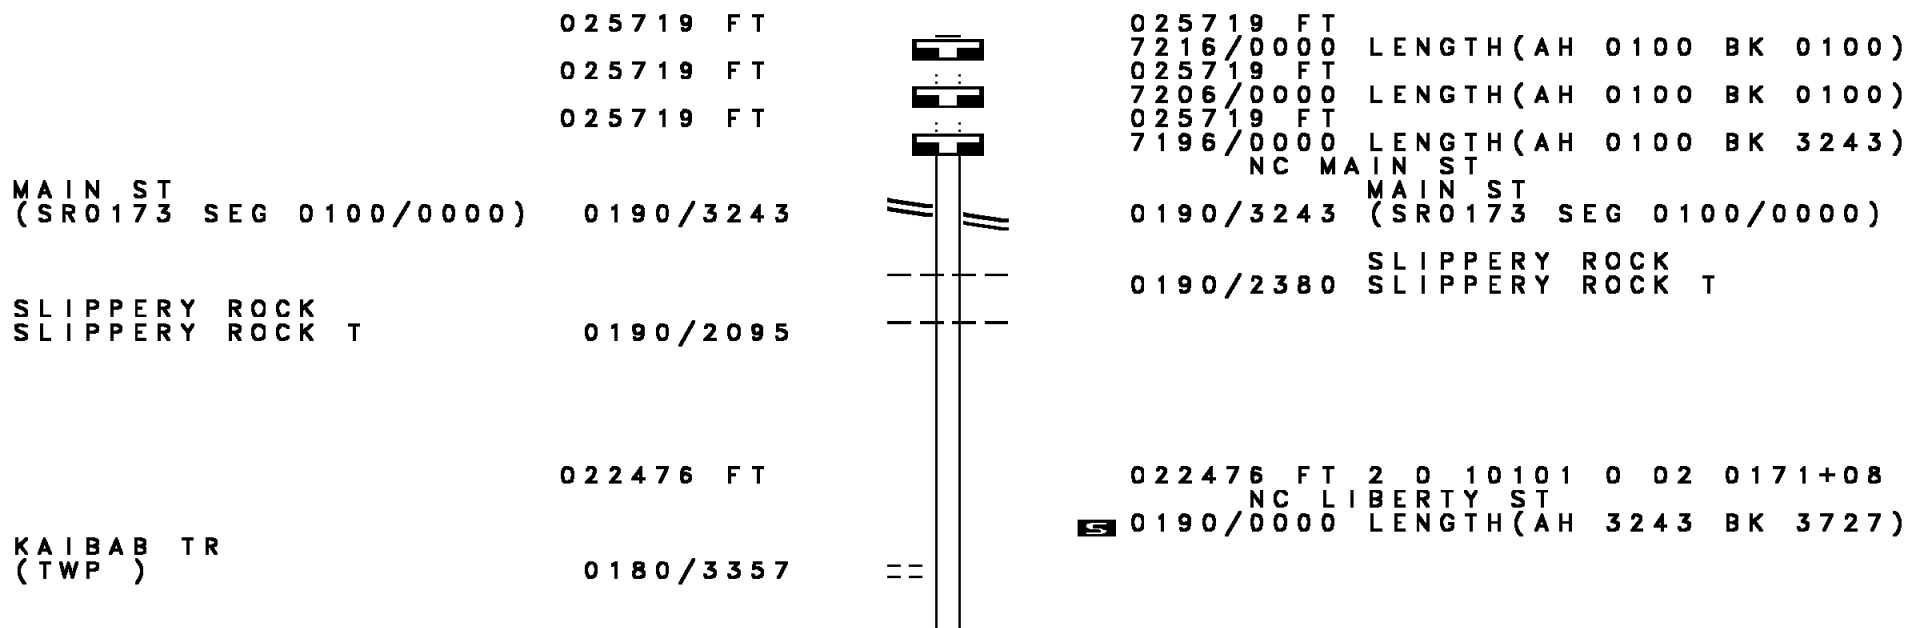 025719 FT 025719 FT
7216/0000 LENGTH(AH 0100 BK 0100)
025719 FT 025719 FT
7206/0000 LENGTH(AH 0100 BK 0100)
025719 FT 025719 FT
7196/0000 LENGTH(AH 0100 BK 3243)
NC MAIN ST
MAIN ST MAIN ST
(SR0173 SEG 0100/0000) 0190/3243 0190/3243 (SR0173 SEG 0100/0000)
SLIPPERY ROCK
0190/2380 SLIPPERY ROCK T
SLIPPERY ROCK
SLIPPERY ROCK T 0190/2095
022476 FT 022476 FT 2 0 10101 0 02 0171+08
NC LIBERTY ST
S 0190/0000 LENGTH(AH 3243 BK 3727)
KAIBAB TR
(TWP ) 0180/3357